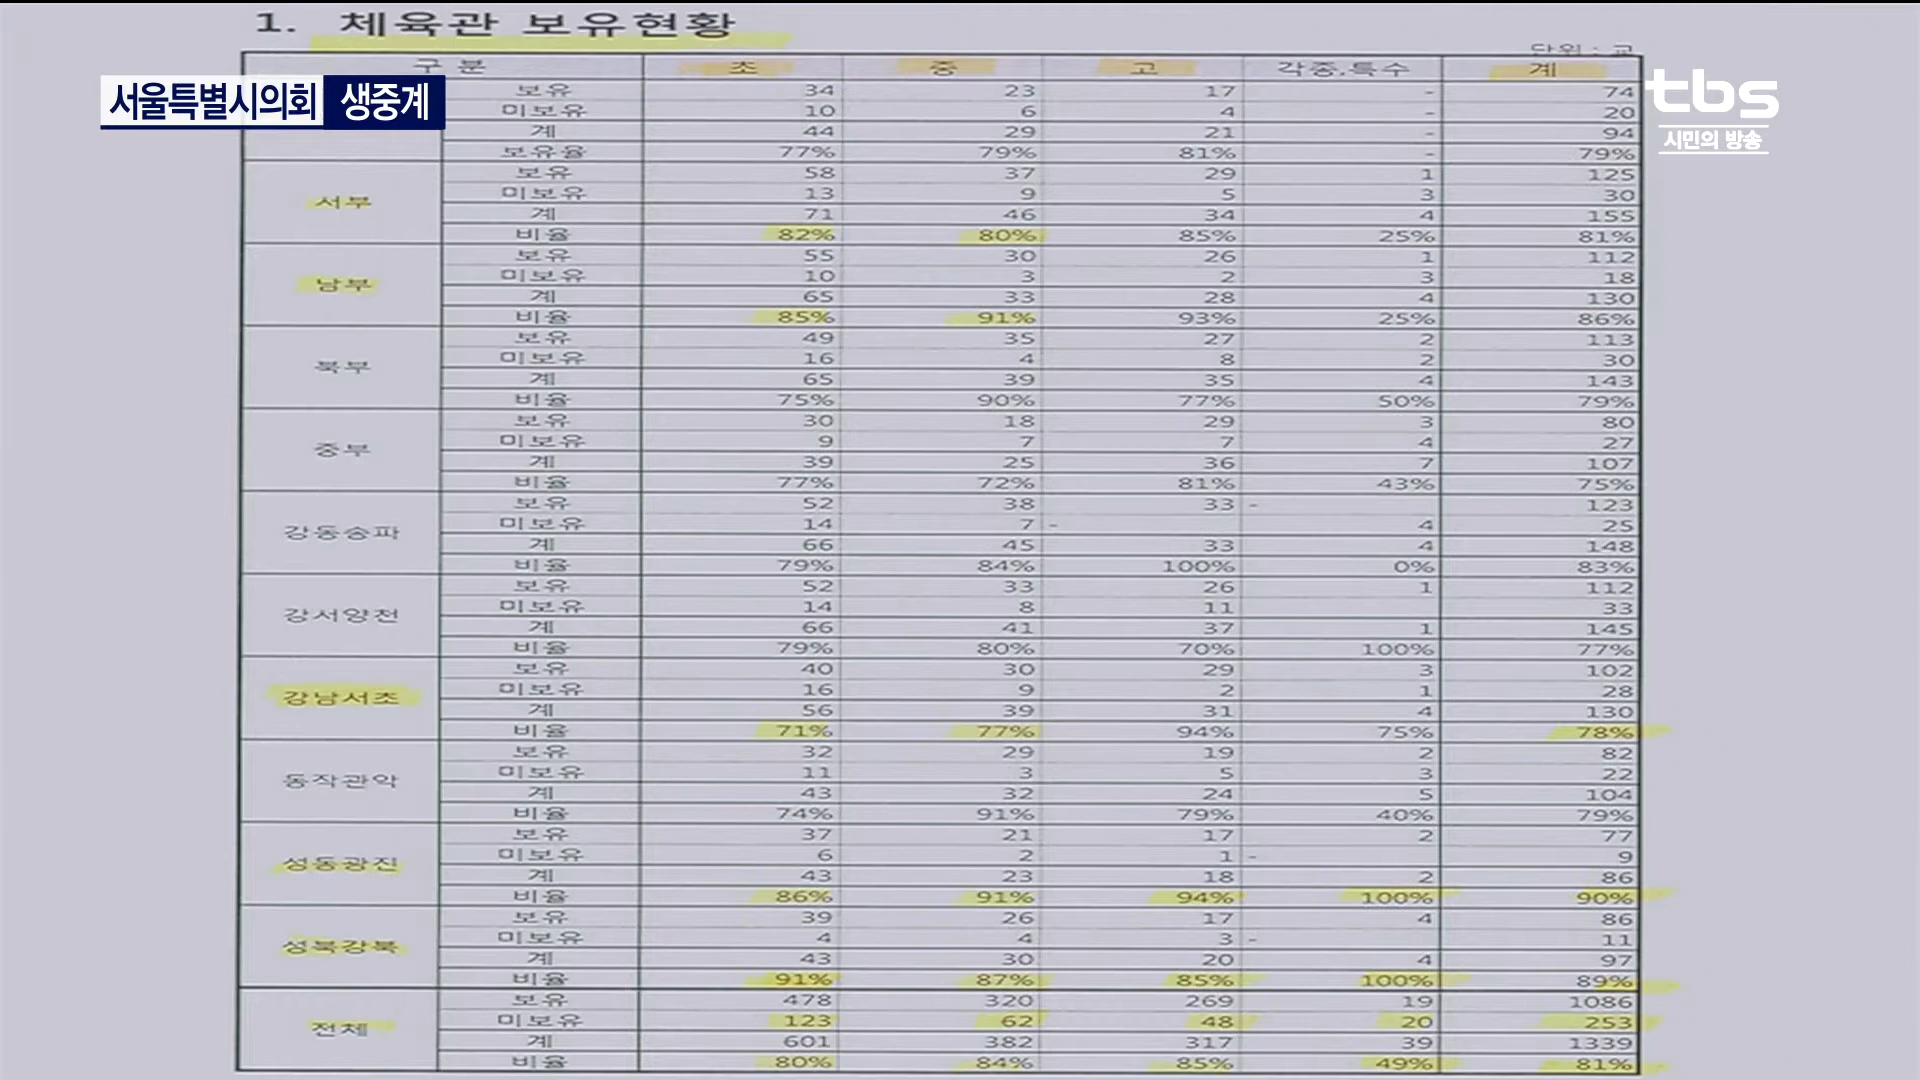 1. 체육관 보유현황
단위 : 교
구 분 초 중 고 각종,특수 계
서울특별시의회 생중계
tbs
시민의 방송
보유 34 23 17 - 74
미보유 10 6 4 - 20
계 44 29 21 - 94
보유율 77% 79% 81% - 79%
서부
보유 58 37 29 1 125
미보유 13 9 5 3 30
계 71 46 34 4 155
비율 82% 80% 85% 25% 81%
남부
보유 55 30 26 1 112
미보유 10 3 2 3 18
계 65 33 28 4 130
비율 85% 91% 93% 25% 86%
북부
보유 49 35 27 2 113
미보유 16 4 8 2 30
계 65 39 35 4 143
비율 75% 90% 77% 50% 79%
중부
보유 30 18 29 3 80
미보유 9 7 7 4 27
계 39 25 36 7 107
비율 77% 72% 81% 43% 75%
강동송파
보유 52 38 33 - 123
미보유 14 7 - 4 25
계 66 45 33 4 148
비율 79% 84% 100% 0% 83%
강서양천
보유 52 33 26 1 112
미보유 14 8 11 33
계 66 41 37 1 145
비율 79% 80% 70% 100% 77%
강남서초
보유 40 30 29 3 102
미보유 16 9 2 1 28
계 56 39 31 4 130
비율 71% 77% 94% 75% 78%
동작관악
보유 32 29 19 2 82
미보유 11 3 5 3 22
계 43 32 24 5 104
비율 74% 91% 79% 40% 79%
성동광진
보유 37 21 17 2 77
미보유 6 2 1 - 9
계 43 23 18 2 86
비율 86% 91% 94% 100% 90%
성북강북
보유 39 26 17 4 86
미보유 4 4 3 - 11
계 43 30 20 4 97
비율 91% 87% 85% 100% 89%
전체
보유 478 320 269 19 1086
미보유 123 62 48 20 253
계 601 382 317 39 1339
비율 80% 84% 85% 49% 81%